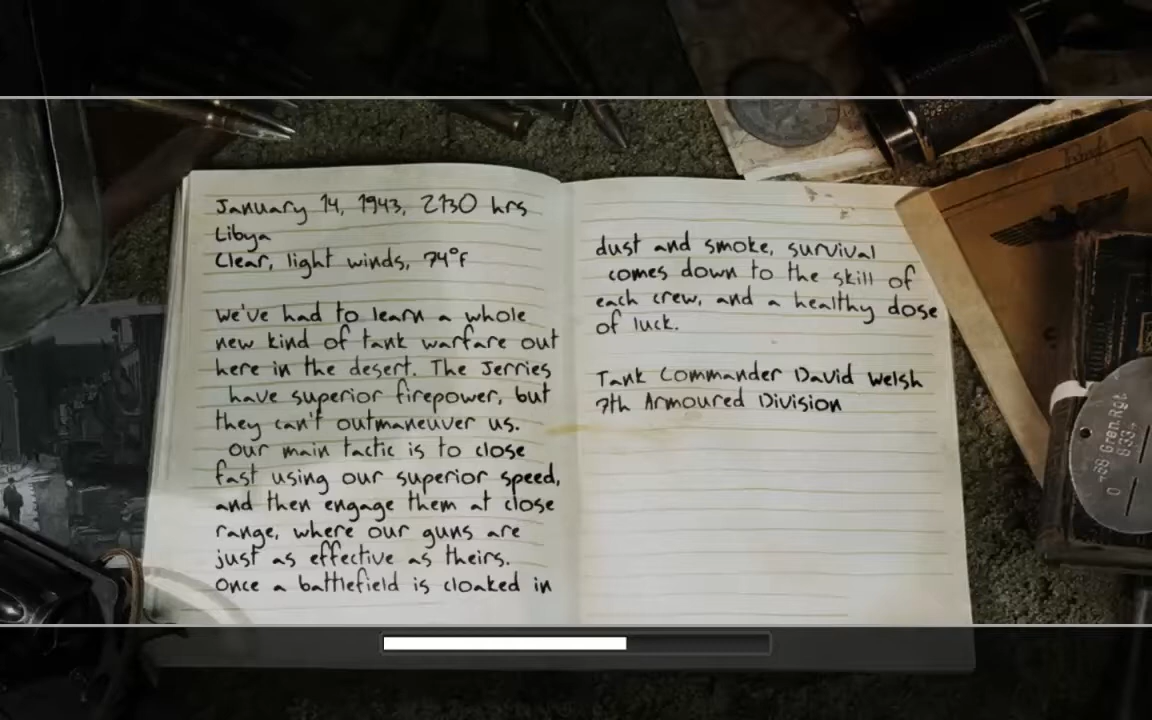 January 14, 1943, 2130 hrs
Libya
Clear, light winds, 74°F
We've had to learn a whole
new kind of tank warfare out
here in the desert. The Jerries
have superior firepower, but
they can't outmaneuver us.
Our main tactic is to close
fast using our superior speed,
and then engage them at close
range, where our guns are
just as effective as theirs.
Once a battlefield is cloaked in
dust and smoke, survival
comes down to the skill of
each crew, and a healthy dose
of luck.
Tank Commander David Welsh
7th Armoured Division